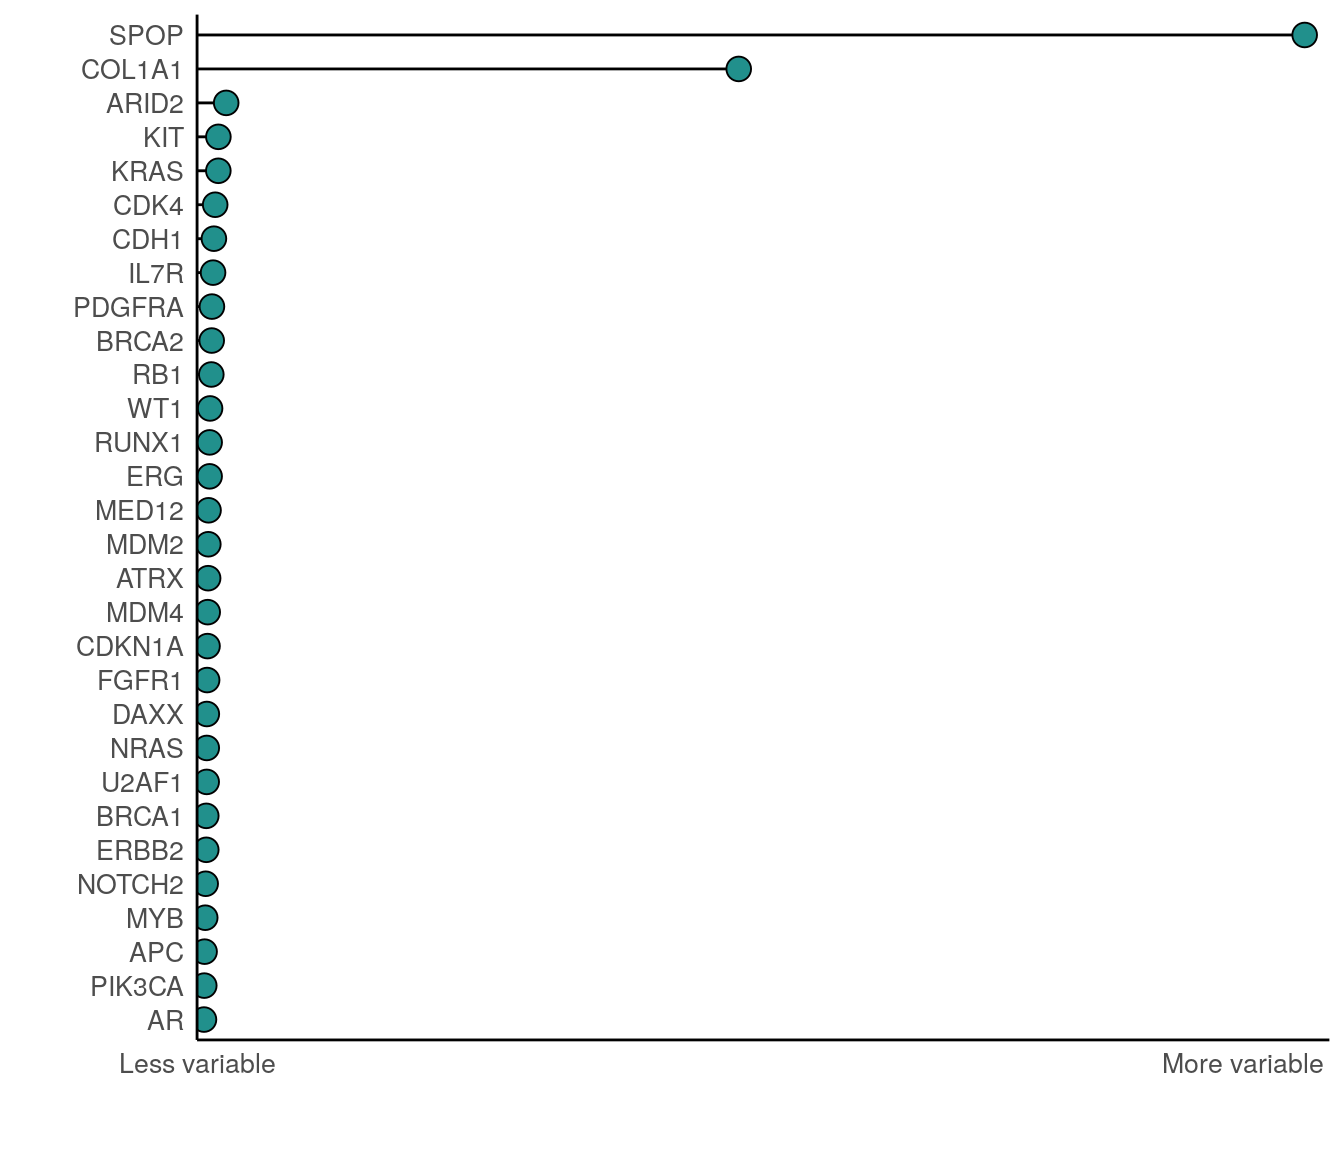 SPOP
COL1A1
ARID2
KIT
KRAS
CDK4
CDH1
IL7R
PDGFRA
BRCA2
RB1
WT1
RUNX1
ERG
MED12
MDM2
ATRX
MDM4
CDKN1A
FGFR1
DAXX
NRAS
U2AF1
BRCA1
ERBB2
NOTCH2
MYB
APC
PIK3CA
AR
Less variable
More variable